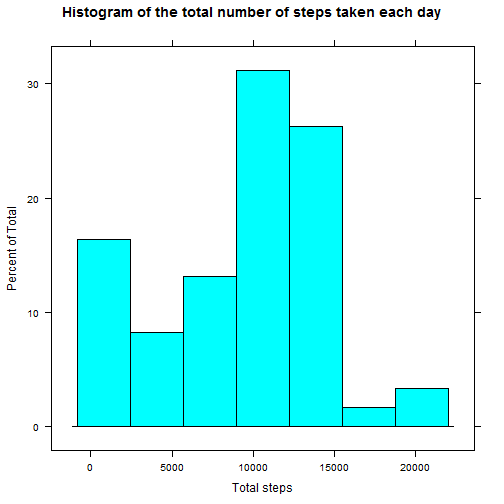 Histogram of the total number of steps taken each day
Percent of Total
30
20
10
0
0 5000 10000 15000 20000
Total steps